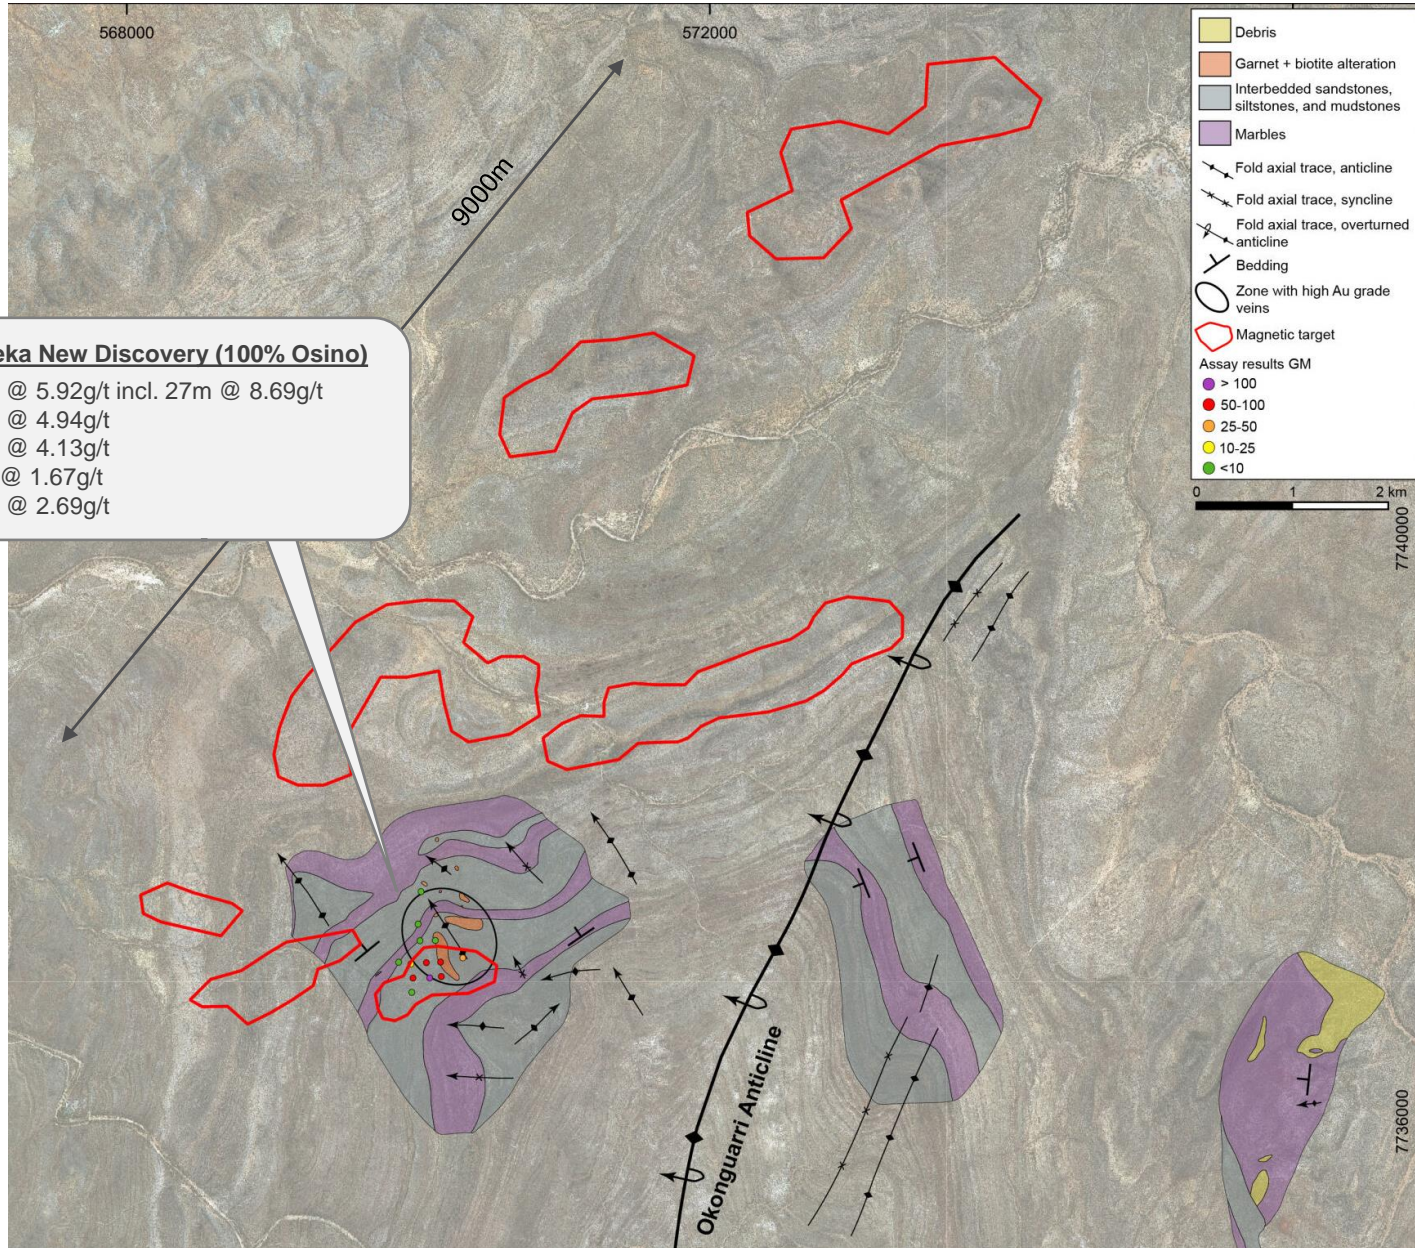 568000
572000
9000m
eka New Discovery (100% Osino)
@ 5.92g/t incl. 27m @ 8.69g/t
@ 4.94g/t
@ 4.13g/t
@ 1.67g/t
@ 2.69g/t
Debris
Garnet + biotite alteration
Interbedded sandstones,
siltstones, and mudstones
Marbles
Fold axial trace, anticline
Fold axial trace, syncline
Fold axial trace, overturned
anticline
Bedding
Zone with high Au grade
veins
Magnetic target
Assay results GM
> 100
50-100
25-50
10-25
<10
0 1 2 km
7740000
7736000
Okonguarri Anticline